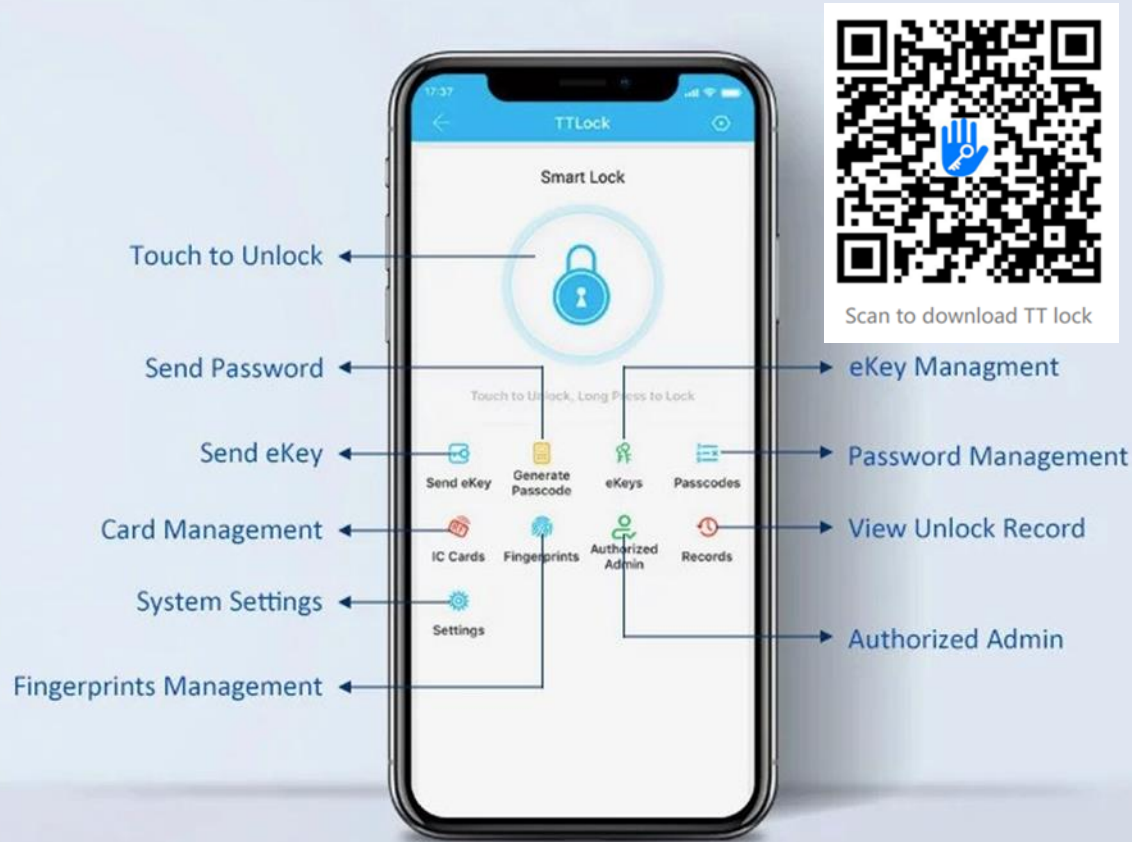 17:37
TTLock
Smart Lock
Touch to Unlock
Scan to download TT lock
Send Password
eKey Managment
Touch to Unlock, Long Press to Lock
Send eKey
Password Management
Send eKey
Generate
Passcode
eKeys
Passcodes
Card Management
View Unlock Record
IC Cards
Fingerprints
Authorized
Admin
Records
System Settings
Settings
Authorized Admin
Fingerprints Management